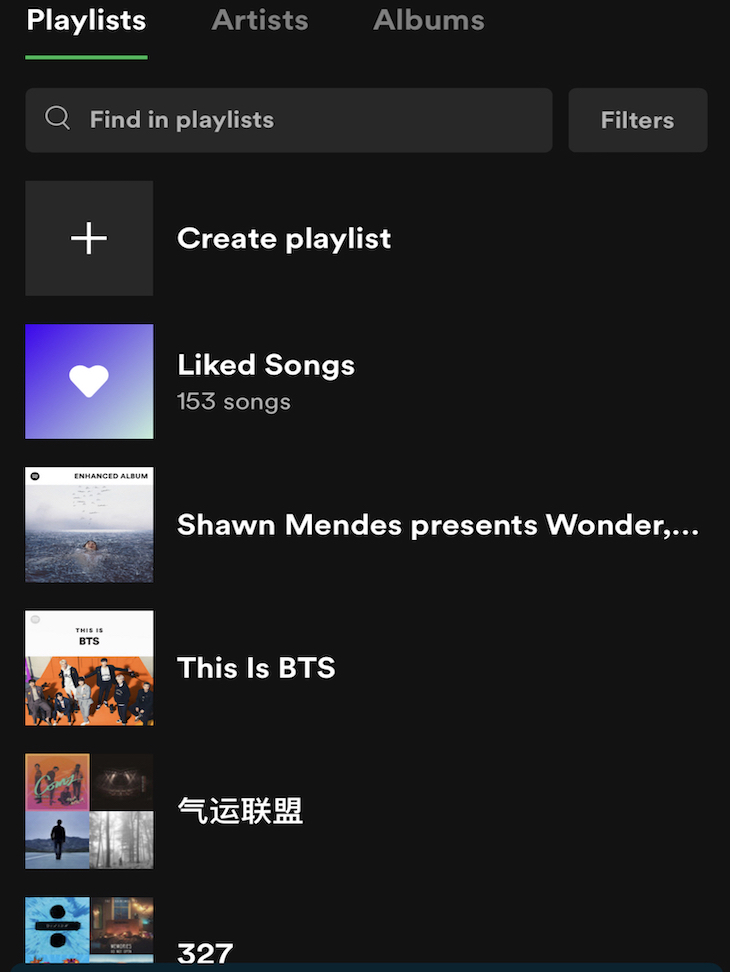 Playlists Artists Albums
Find in playlists Filters
Create playlist
Liked Songs
153 songs
ENHANCED ALBUM
Shawn Mendes presents Wonder,...
THIS IS
BTS
This Is BTS
气运联盟
327